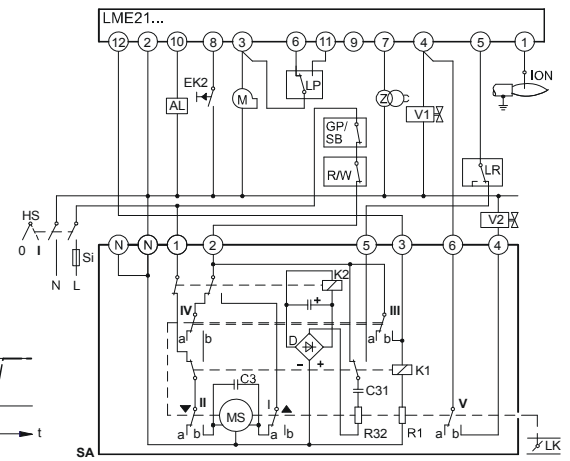 LME21...
12 2 10 8 3 6 11 9 7 4 5 1
EK2
ION
AL
M
LP
Z
C
V1
GP/
SB
R/W
LR
HS
V2
0 I
Si
N L
N N 1 2 5 3 6 4
K2
+
IV
III
a b
D
a b
K1
− +
C3
C31
II
I
V
MS
a b
a b
R32
R1
a b
t
SA
LK